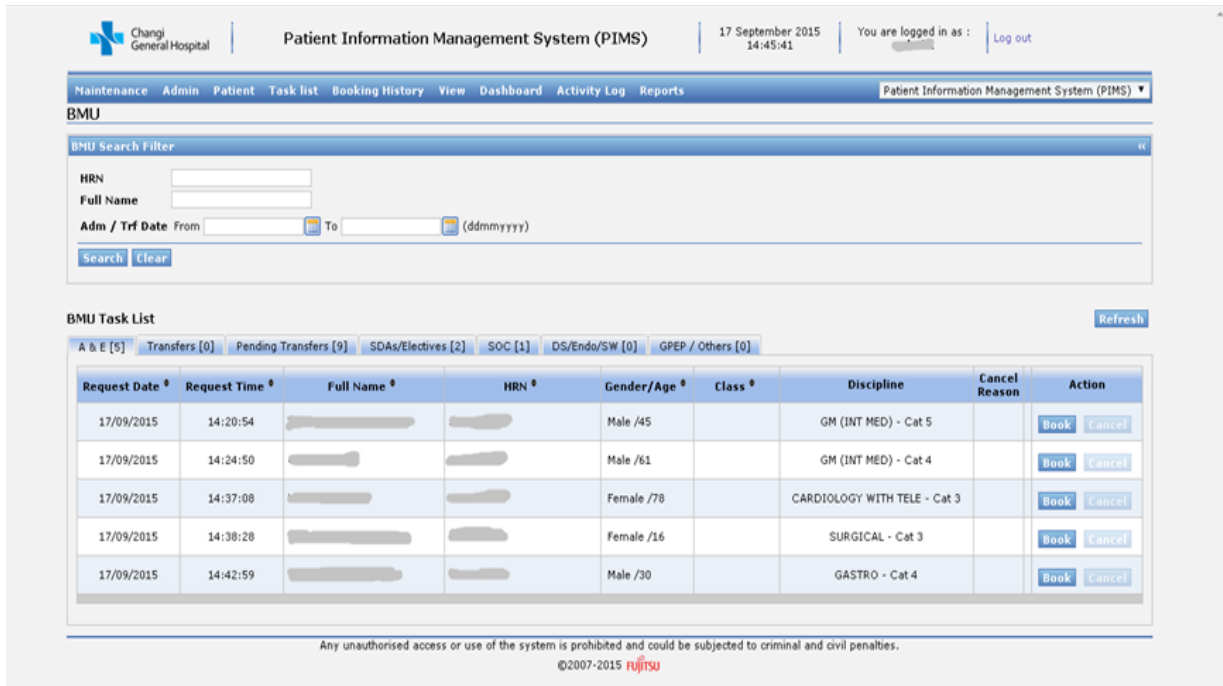 Changi
General Hospital
Patient Information Management System (PIMS)
17 September 2015
14:45:41
You are logged in as :
Log out
Maintenance Admin Patient Task list Booking History View Dashboard Activity Log Reports
Patient Information Management System (PIMS)
BMU
BMU Search Filter
HRN
Full Name
Adm / Trf Date From To (ddmmyyyy)
Search Clear
BMU Task List
Refresh
A & E [5] Transfers [0] Pending Transfers [9] SDAs/Electives [2] SOC [1] DS/Endo/SW [0] GPEP / Others [0]
Request Date Request Time Full Name HRN Gender/Age Class Discipline Cancel Reason Action
17/09/2015 14:20:54 Male /45 GM (INT MED) - Cat 5 Book Cancel
17/09/2015 14:24:50 Male /61 GM (INT MED) - Cat 4 Book Cancel
17/09/2015 14:37:08 Female /78 CARDIOLOGY WITH TELE - Cat 3 Book Cancel
17/09/2015 14:38:28 Female /16 SURGICAL - Cat 3 Book Cancel
17/09/2015 14:42:59 Male /30 GASTRO - Cat 4 Book Cancel
Any unauthorised access or use of the system is prohibited and could be subjected to criminal and civil penalties.
©2007-2015 FUJITSU